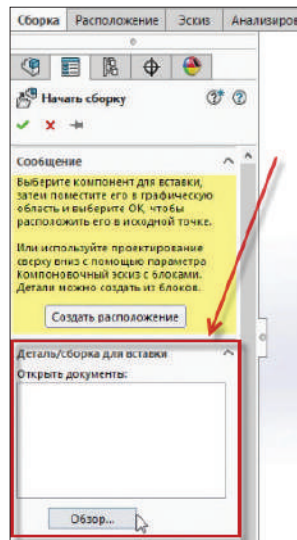 Сборка Расположение Эскиз Анализиров
Начать сборку
Сообщение
Выберите компонент для вставки,
затем поместите его в графическую
область и выберите ОК, чтобы
расположить его в исходной точке.
Или используйте проектирование
сверху вниз с помощью параметра
Компоновочный эскиз с блоками.
Детали можно создать из блоков.
Создать расположение
Деталь/сборка для вставки
Открыть документы:
Обзор...